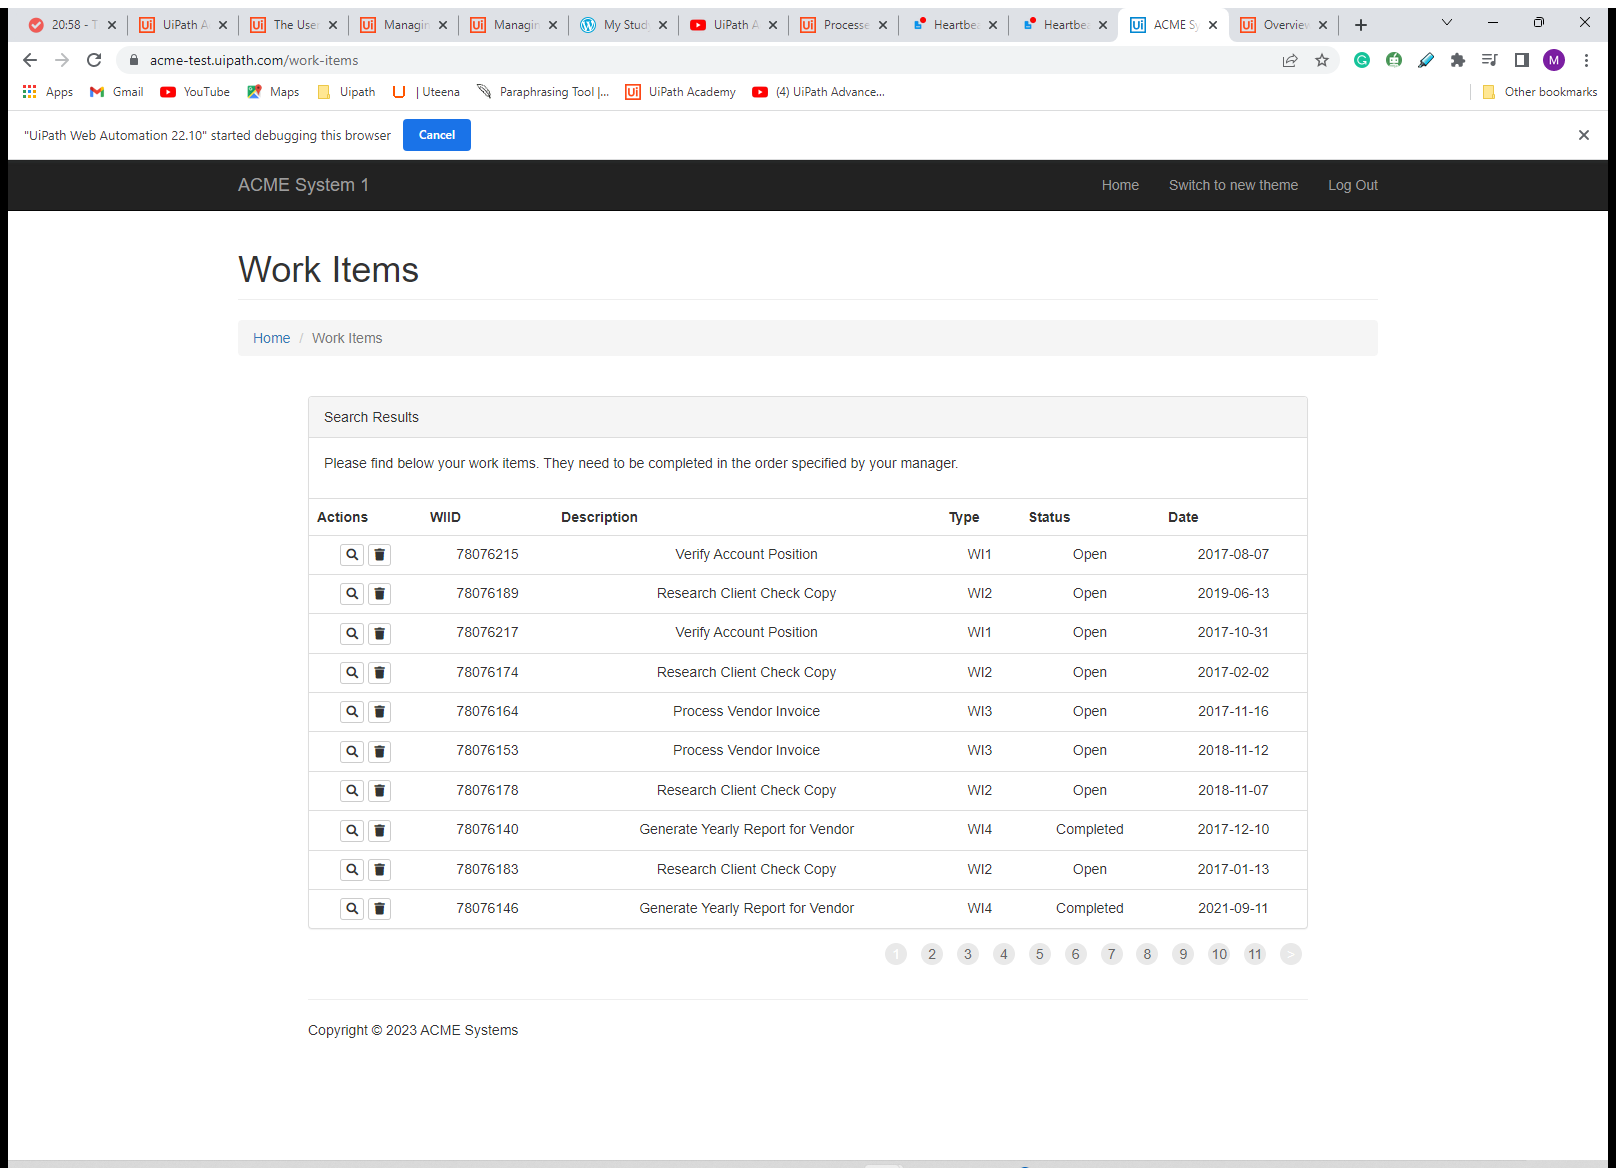 20:58 - T UiPath A The User Managin Managin My Study UiPath A Processe Heartbea Heartbea ACME Sy Overview
acme-test.uipath.com/work-items
M
Apps Gmail YouTube Maps Uipath | Uteena Paraphrasing Tool |... UiPath Academy (4) UiPath Advance... Other bookmarks
"UiPath Web Automation 22.10" started debugging this browser Cancel
ACME System 1 Home Switch to new theme Log Out
Work Items
Home / Work Items
Search Results
Please find below your work items. They need to be completed in the order specified by your manager.
Actions WIID Description Type Status Date
78076215 Verify Account Position WI1 Open 2017-08-07
78076189 Research Client Check Copy WI2 Open 2019-06-13
78076217 Verify Account Position WI1 Open 2017-10-31
78076174 Research Client Check Copy WI2 Open 2017-02-02
78076164 Process Vendor Invoice WI3 Open 2017-11-16
78076153 Process Vendor Invoice WI3 Open 2018-11-12
78076178 Research Client Check Copy WI2 Open 2018-11-07
78076140 Generate Yearly Report for Vendor WI4 Completed 2017-12-10
78076183 Research Client Check Copy WI2 Open 2017-01-13
78076146 Generate Yearly Report for Vendor WI4 Completed 2021-09-11
1 2 3 4 5 6 7 8 9 10 11 >
Copyright © 2023 ACME Systems